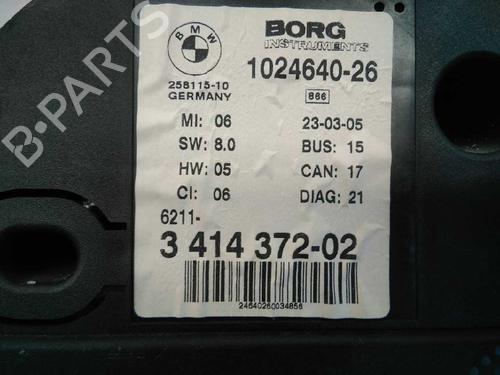 BMW
BORG
INSTRUMENTS
1024640-26
258115-10
GERMANY
866
MI: 06
23-03-05
SW: 8.0
BUS: 15
HW: 05
CAN: 17
CI: 06
DIAG: 21
6211-
3 414 372-02
24640260034856
B-PARTS